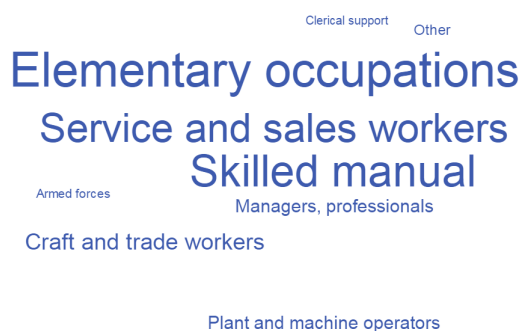 Clerical support
Other
Elementary occupations
Service and sales workers
Skilled manual
Armed forces
Managers, professionals
Craft and trade workers
Plant and machine operators